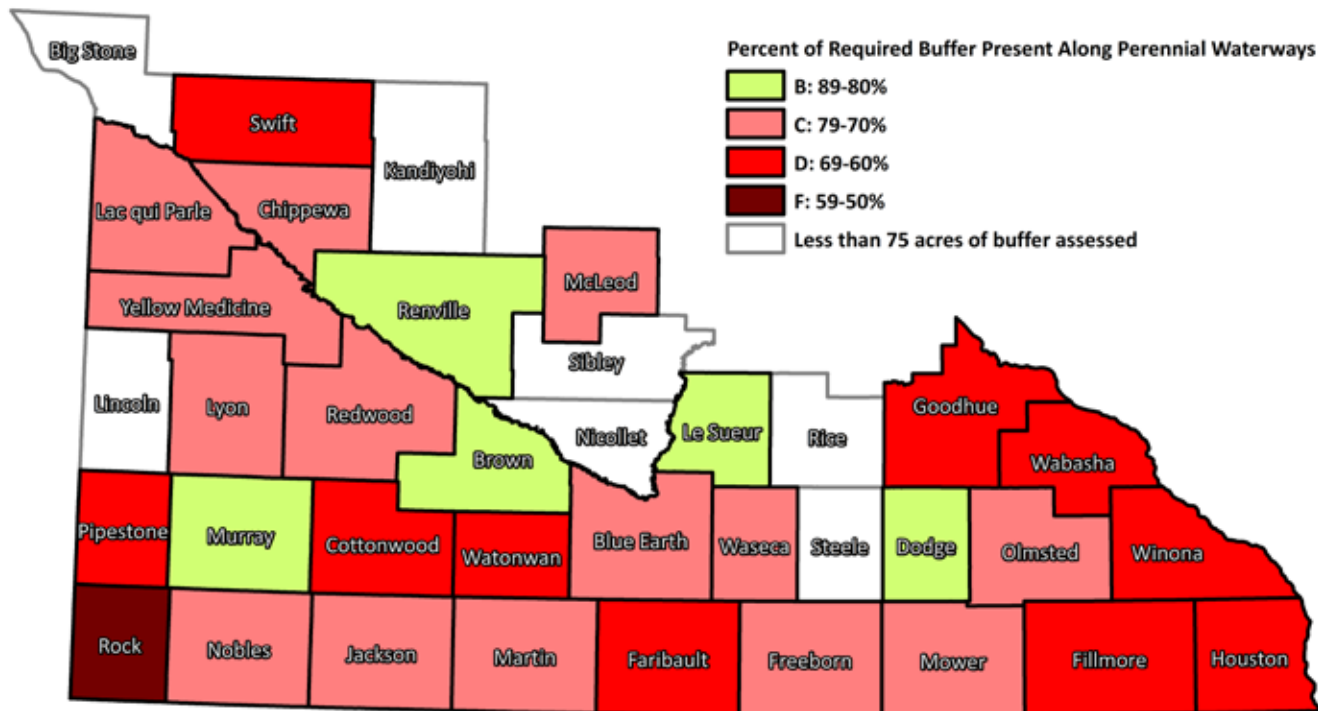 Big Stone
Percent of Required Buffer Present Along Perennial Waterways
B: 89-80%
C: 79-70%
D: 69-60%
F: 59-50%
Less than 75 acres of buffer assessed
Swift
Kandiyohi
Lac qui Parle
Chippewa
McLeod
Yellow Medicine
Renville
Sibley
Lincoln
Lyon
Redwood
Nicollet
Le Sueur
Rice
Goodhue
Brown
Wabasha
Pipestone
Murray
Cottonwood
Watonwan
Blue Earth
Waseca
Steele
Dodge
Olmsted
Winona
Rock
Nobles
Jackson
Martin
Faribault
Freeborn
Mower
Fillmore
Houston